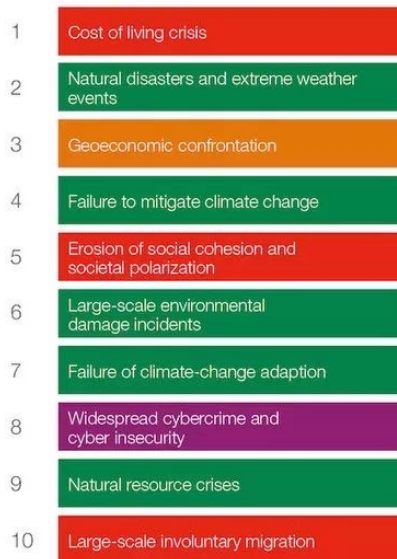 1 Cost of living crisis
2 Natural disasters and extreme weather
events
3 Geoeconomic confrontation
4 Failure to mitigate climate change
5 Erosion of social cohesion and
societal polarization
6 Large-scale environmental
damage incidents
7 Failure of climate-change adaption
8 Widespread cybercrime and
cyber insecurity
9 Natural resource crises
10 Large-scale involuntary migration